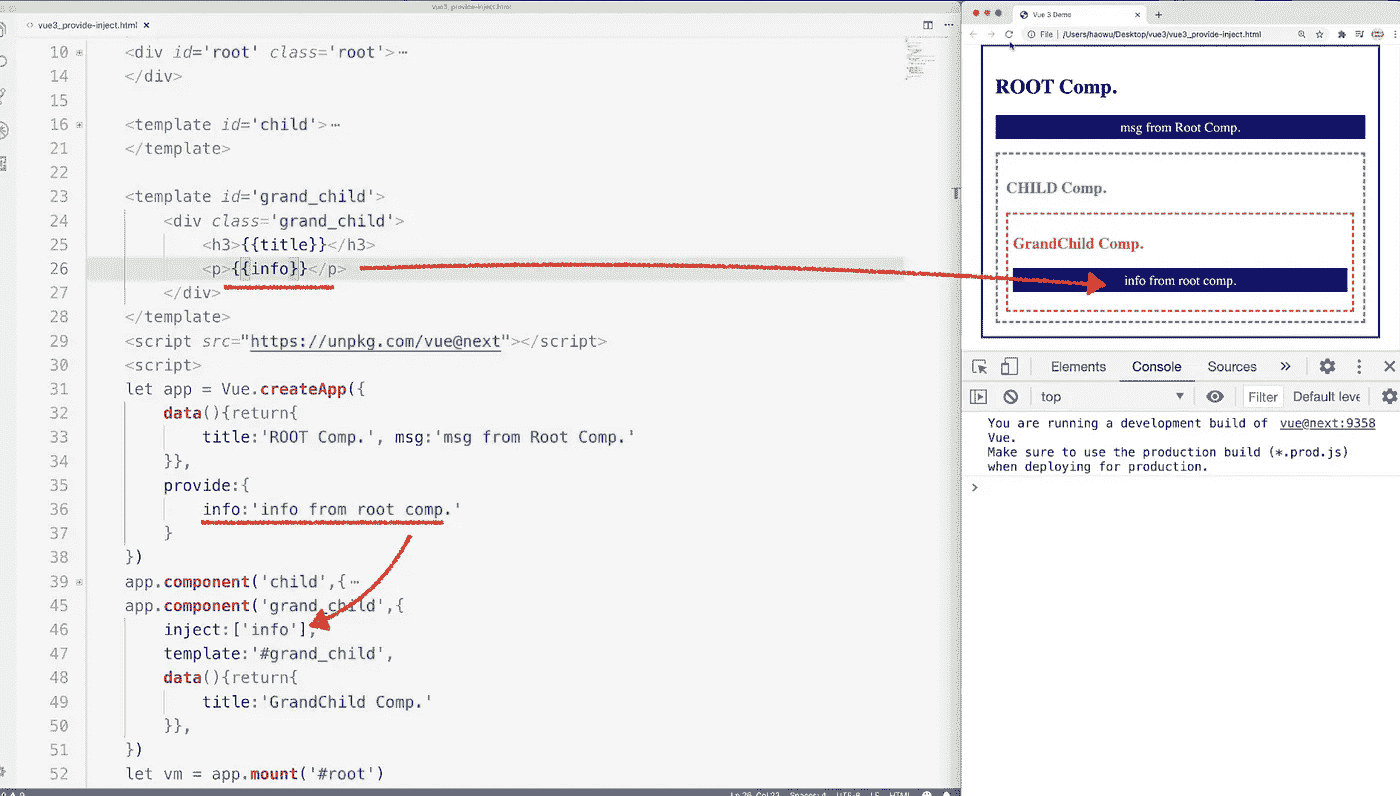 vue3_provide-inject.html
vue3_provide-inject.html
10 <div id='root' class='root'>⋯
14 </div>
15
16 <template id='child'>⋯
21 </template>
22
23 <template id='grand_child'>
24 <div class='grand_child'>
25 <h3>{{title}}</h3>
26 <p>{{info}}</p>
27 </div>
28 </template>
29 <script src="https://unpkg.com/vue@next"></script>
30 <script>
31 let app = Vue.createApp({
32 data(){return{
33 title:'ROOT Comp.', msg:'msg from Root Comp.'
34 }},
35 provide:{
36 info:'info from root comp.'
37 }
38 })
39 app.component('child',{⋯
45 app.component('grand_child',{
46 inject:['info'],
47 template:'#grand_child',
48 data(){return{
49 title:'GrandChild Comp.'
50 }},
51 })
52 let vm = app.mount('#root')
Vue 3 Demo
File /Users/haowu/Desktop/vue3/vue3_provide-inject.html
ROOT Comp.
msg from Root Comp.
CHILD Comp.
GrandChild Comp.
info from root comp.
Elements Console Sources »
top Filter Default leve
You are running a development build of vue@next:9358
Vue.
Make sure to use the production build (*.prod.js)
when deploying for production.
>